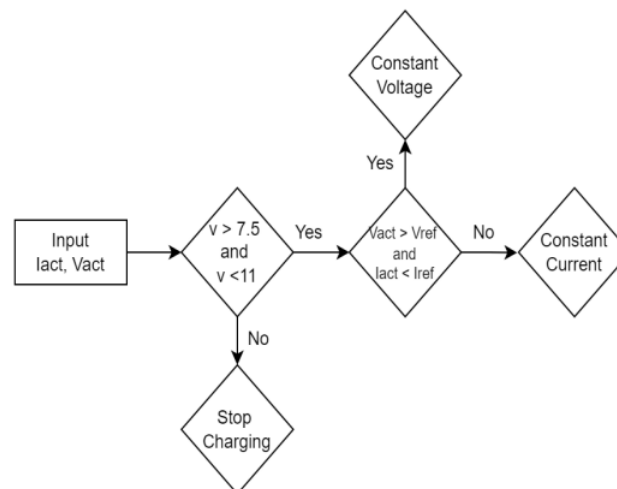 Constant
Voltage
Yes
Input
Iact, Vact
v > 7.5
and
v <11
Yes
Vact > Vref
and
Iact < Iref
No
Constant
Current
No
Stop
Charging